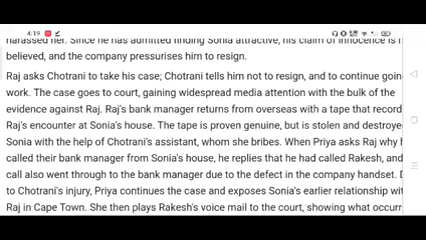 4:19
harassed her. Since he has admitted finding Sonia attractive, his claim of innocence is
believed, and the company pressurises him to resign.
Raj asks Chotrani to take his case; Chotrani tells him not to resign, and to continue goin
work. The case goes to court, gaining widespread media attention with the bulk of the
evidence against Raj. Raj's bank manager returns from overseas with a tape that record
Raj's encounter at Sonia's house. The tape is proven genuine, but is stolen and destroye
Sonia with the help of Chotrani's assistant, whom she bribes. When Priya asks Raj why h
called their bank manager from Sonia's house, he replies that he had called Rakesh, and
call also went through to the bank manager due to the defect in the company handset. D
to Chotrani's injury, Priya continues the case and exposes Sonia's earlier relationship wit
Raj in Cape Town. She then plays Rakesh's voice mail to the court, showing what occurr